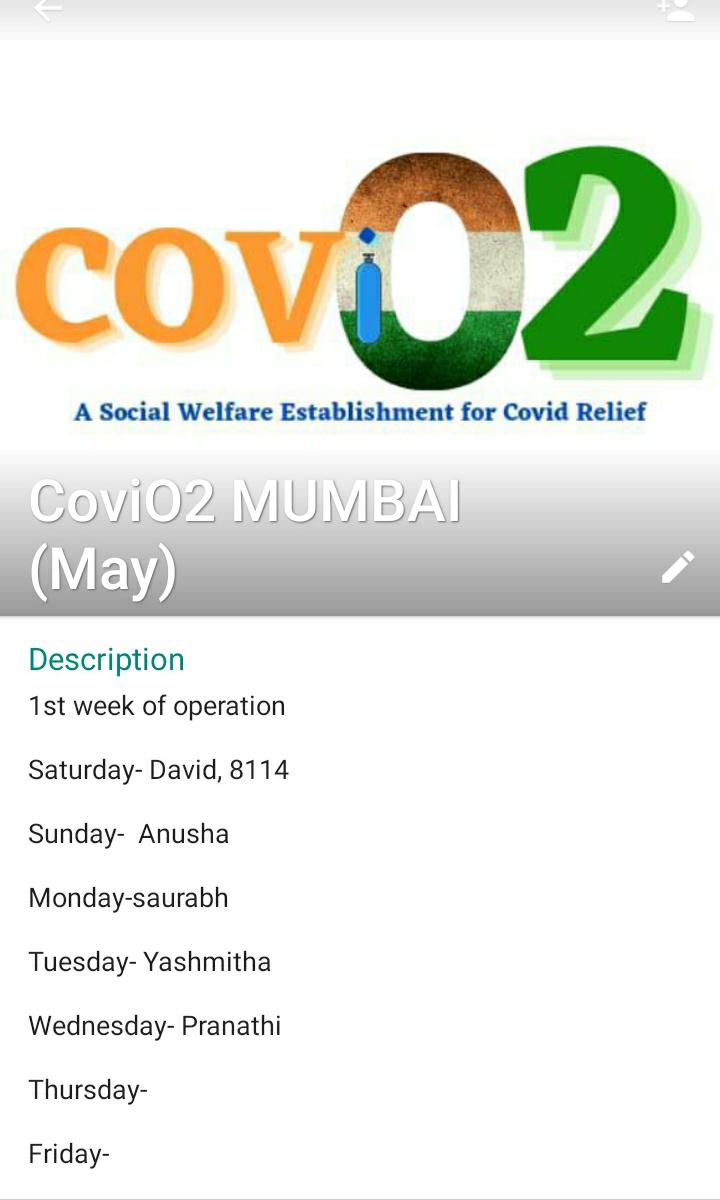 coviO2
A Social Welfare Establishment for Covid Relief
CoviO2 MUMBAI
(May)
Description
1st week of operation
Saturday- David, 8114
Sunday-  Anusha
Monday-saurabh
Tuesday- Yashmitha
Wednesday- Pranathi
Thursday-
Friday-